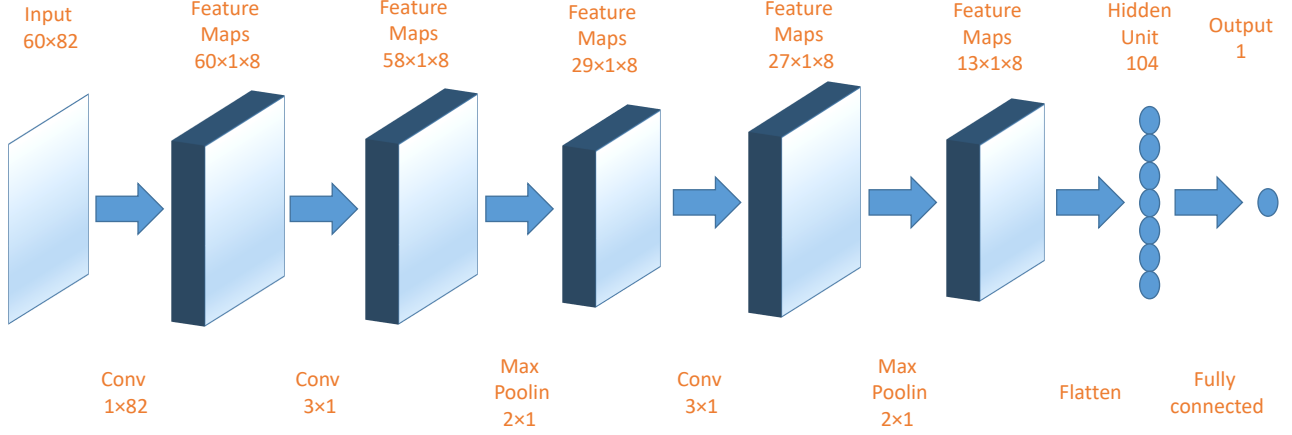 Input
60×82
Feature
Maps
60×1×8
Feature
Maps
58×1×8
Feature
Maps
29×1×8
Feature
Maps
27×1×8
Feature
Maps
13×1×8
Hidden
Unit
104
Output
1
Conv
1×82
Conv
3×1
Max
Poolin
2×1
Conv
3×1
Max
Poolin
2×1
Flatten
Fully
connected